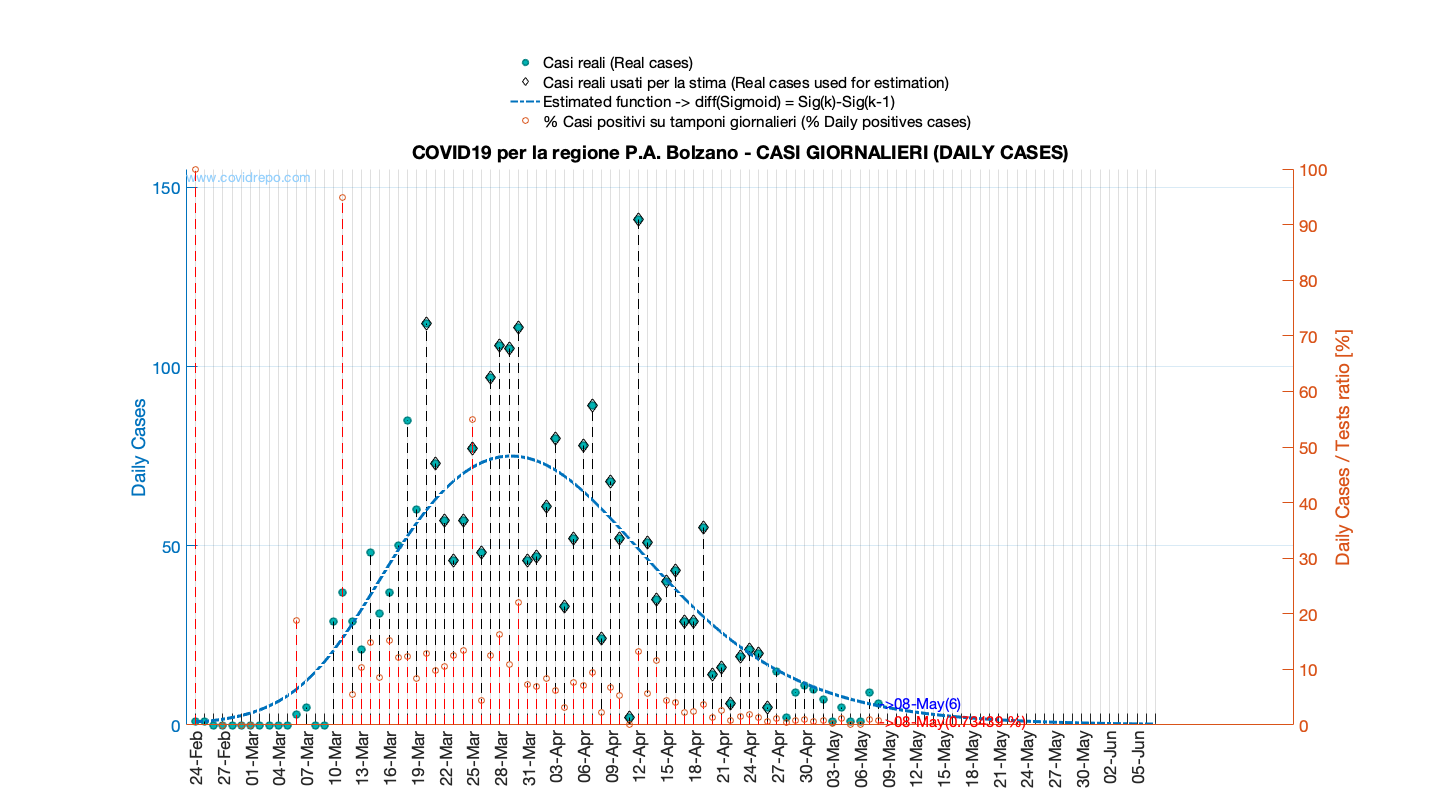 Casi reali (Real cases)
Casi reali usati per la stima (Real cases used for estimation)
Estimated function -> diff(Sigmoid) = Sig(k)-Sig(k-1)
% Casi positivi su tamponi giornalieri (% Daily positives cases)
COVID19 per la regione P.A. Bolzano - CASI GIORNALIERI (DAILY CASES)
www.covidrepo.com
150
100
50
0
Daily Cases
100
90
80
70
60
50
40
30
20
10
0
Daily Cases / Tests ratio [%]
->08-May(6)
->08-May(0.73439 %)
24-Feb
27-Feb
01-Mar
04-Mar
07-Mar
10-Mar
13-Mar
16-Mar
19-Mar
22-Mar
25-Mar
28-Mar
31-Mar
03-Apr
06-Apr
09-Apr
12-Apr
15-Apr
18-Apr
21-Apr
24-Apr
27-Apr
30-Apr
03-May
06-May
09-May
12-May
15-May
18-May
21-May
24-May
27-May
30-May
02-Jun
05-Jun